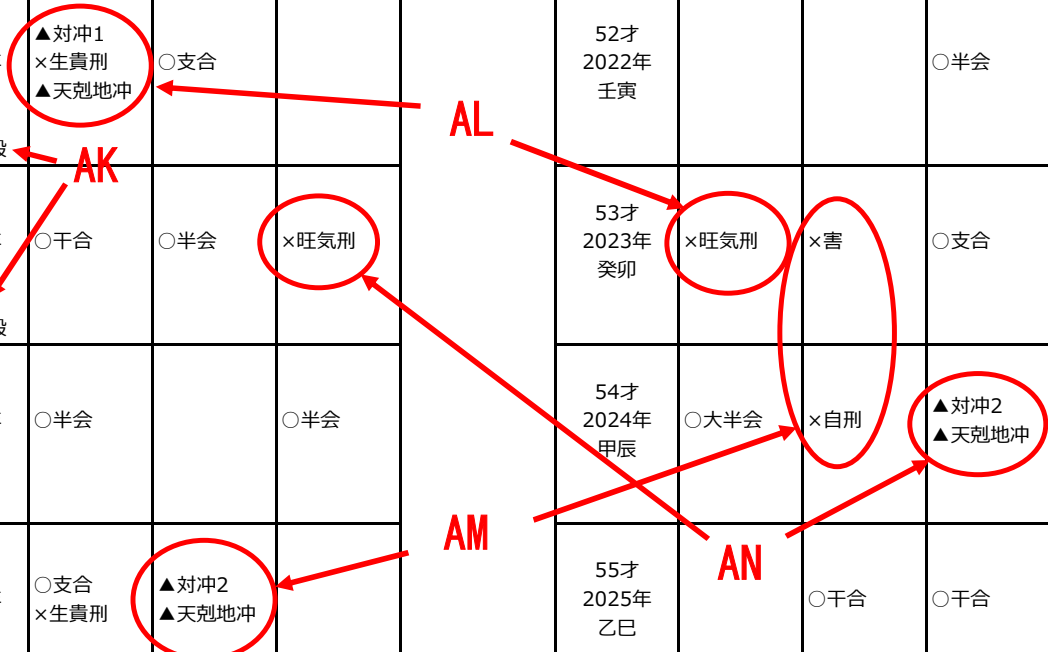 ▲対冲1
×生貴刑
▲天剋地冲
○支合
52才
2022年
壬寅
○半会
AL
AK
○干合
○半会
×旺気刑
53才
2023年
癸卯
×旺気刑
×害
○支合
○半会
○半会
54才
2024年
甲辰
○大半会
×自刑
▲対冲2
▲天剋地冲
AM
AN
○支合
×生貴刑
▲対冲2
▲天剋地冲
55才
2025年
乙巳
○干合
○干合